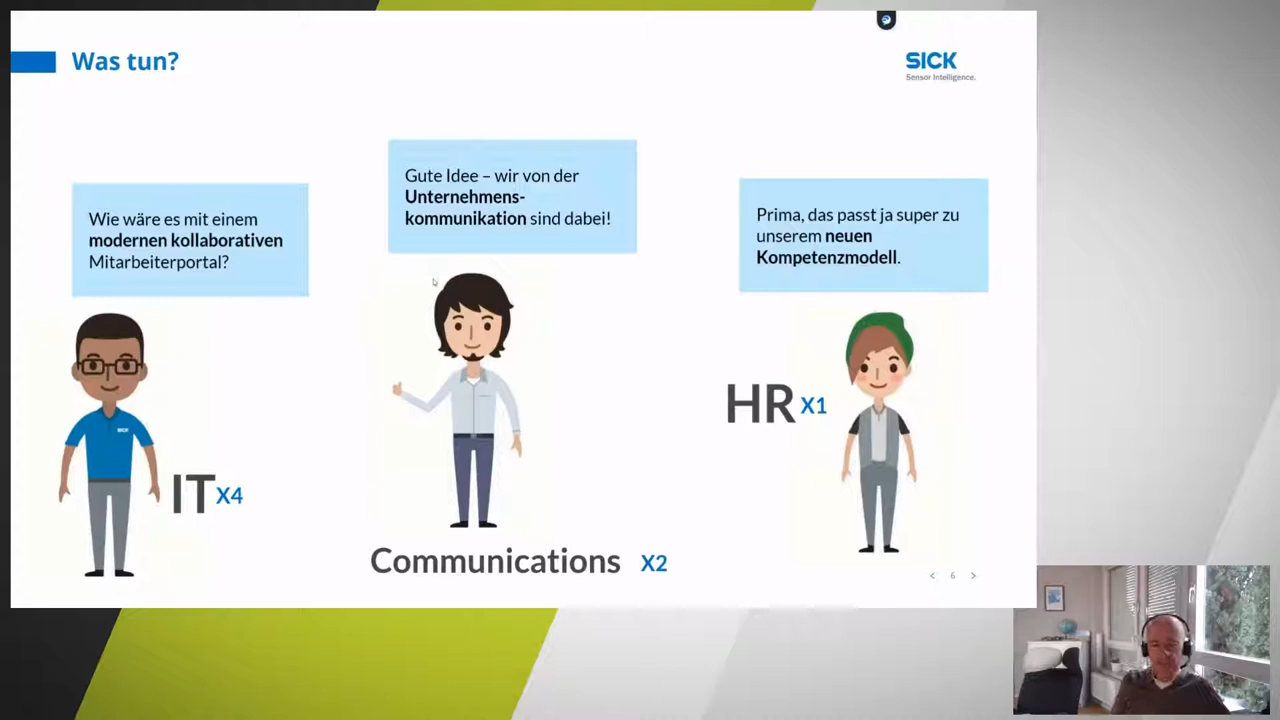 Was tun?
SICK
Sensor Intelligence.
Wie wäre es mit einem
modernen kollaborativen
Mitarbeiterportal?
Gute Idee – wir von der
Unternehmens-
kommunikation sind dabei!
Prima, das passt ja super zu
unserem neuen
Kompetenzmodell.
SICK
IT X4
Communications X2
HR X1
< 6 >